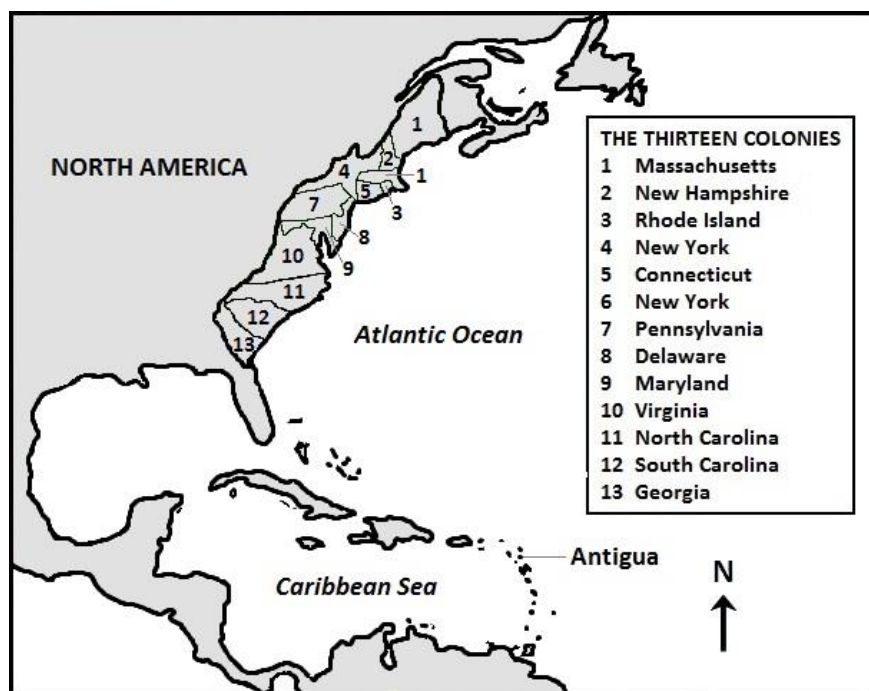 NORTH AMERICA
1
2
4
1
5
3
7
8
10
9
11
12
13
Atlantic Ocean
THE THIRTEEN COLONIES
1 Massachusetts
2 New Hampshire
3 Rhode Island
4 New York
5 Connecticut
6 New York
7 Pennsylvania
8 Delaware
9 Maryland
10 Virginia
11 North Carolina
12 South Carolina
13 Georgia
Antigua
Caribbean Sea
N